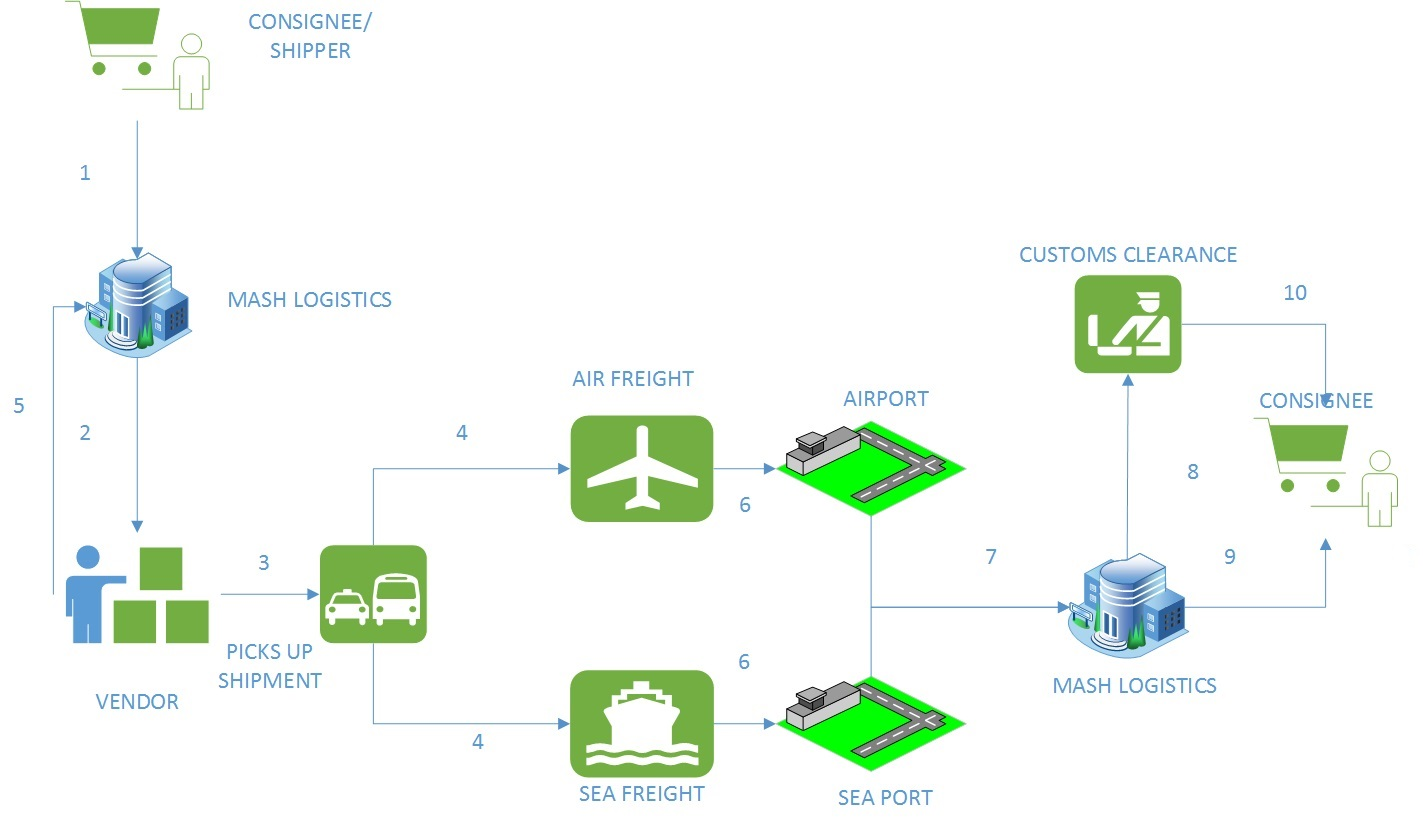 CONSIGNEE/
SHIPPER
1
MASH LOGISTICS
5
2
3
PICKS UP
SHIPMENT
VENDOR
4
4
AIR FREIGHT
SEA FREIGHT
6
6
AIRPORT
SEA PORT
7
MASH LOGISTICS
8
9
CUSTOMS CLEARANCE
10
CONSIGNEE